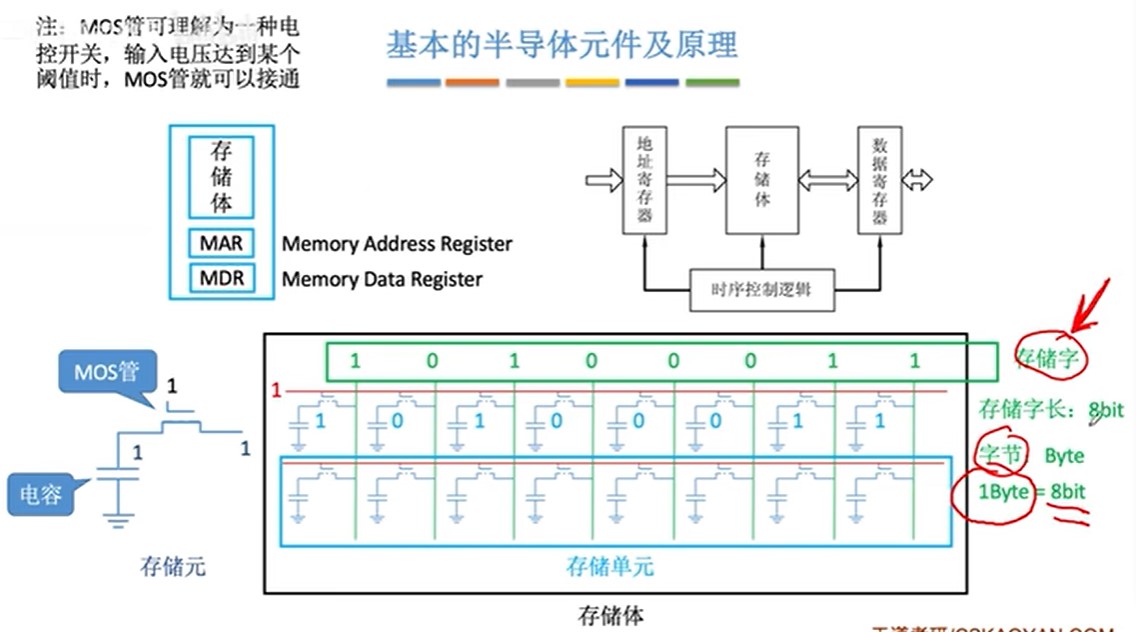 注：MOS管可理解为一种电
控开关，输入电压达到某个
阈值时，MOS管就可以接通
基本的半导体元件及原理
存储体
MAR
Memory Address Register
MDR
Memory Data Register
地址寄存器
存储体
数据寄存器
时序控制逻辑
MOS管
1
1
1
电容
存储元
1 0 1 0 0 0 1 1
1
1 0 1 0 0 0 1 1
存储单元
存储体
存储字
存储字长：8bit
字节 Byte
1Byte = 8bit